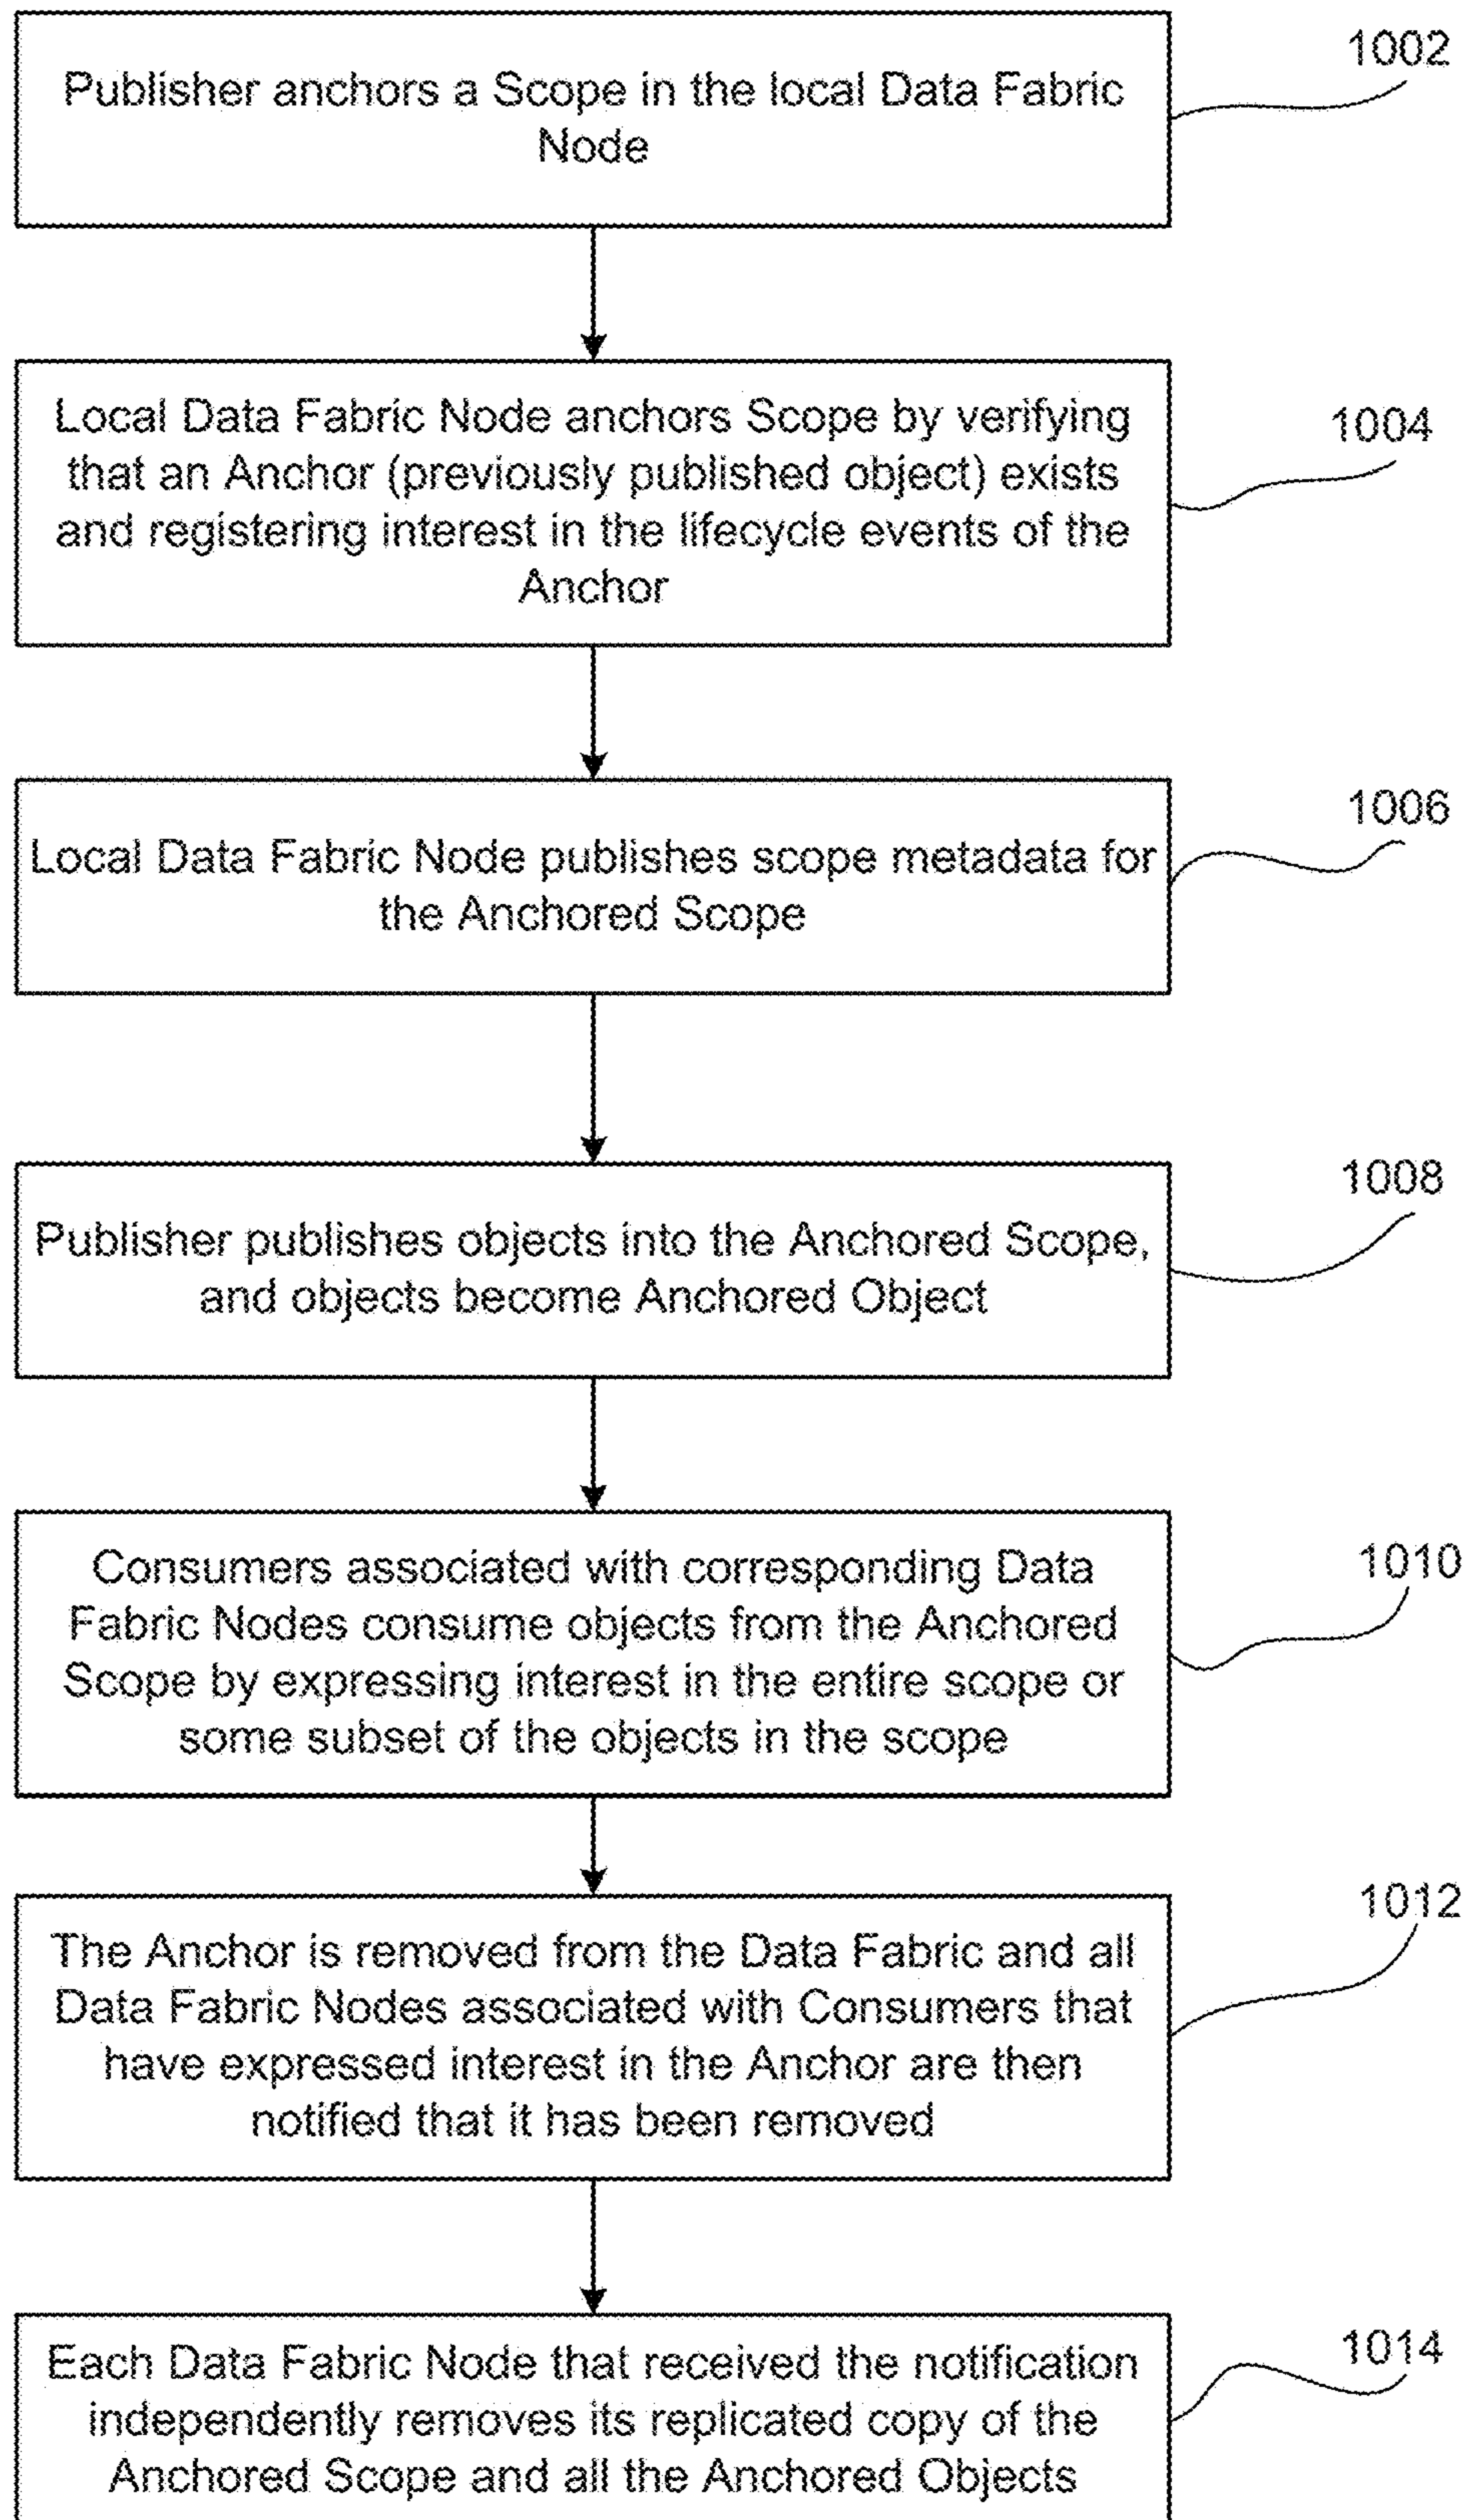 Publisher anchors a Scope in the local Data Fabric
Node
1002
Local Data Fabric Node anchors Scope by verifying
that an Anchor (previously published object) exists
and registering interest in the lifecycle events of the
Anchor
1004
Local Data Fabric Node publishes scope metadata for
the Anchored Scope
1006
Publisher publishes objects into the Anchored Scope,
and objects become Anchored Object
1008
Consumers associated with corresponding Data
Fabric Nodes consume objects from the Anchored
Scope by expressing interest in the entire scope or
some subset of the objects in the scope
1010
The Anchor is removed from the Data Fabric and all
Data Fabric Nodes associated with Consumers that
have expressed interest in the Anchor are then
notified that it has been removed
1012
Each Data Fabric Node that received the notification
independently removes its replicated copy of the
Anchored Scope and all the Anchored Objects
1014